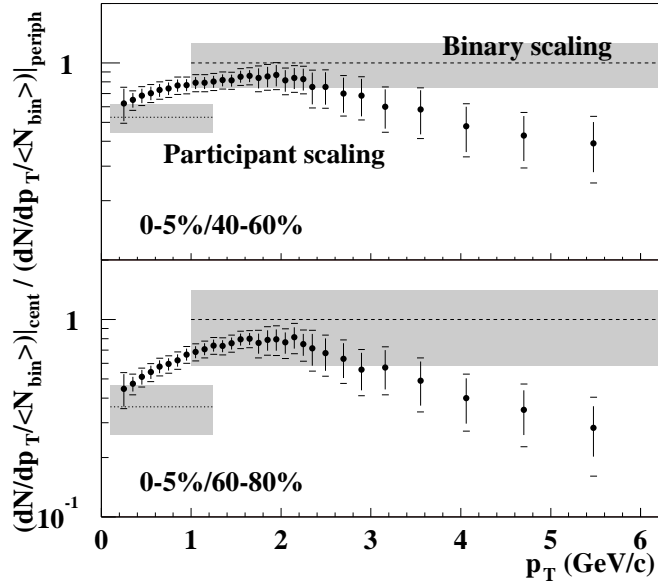 (dN/dp_T/<N_bin>)|_cent / (dN/dp_T/<N_bin>)|_periph
1
Binary scaling
Participant scaling
0-5%/40-60%
1
0-5%/60-80%
10^-1
0 1 2 3 4 5 6
p_T (GeV/c)